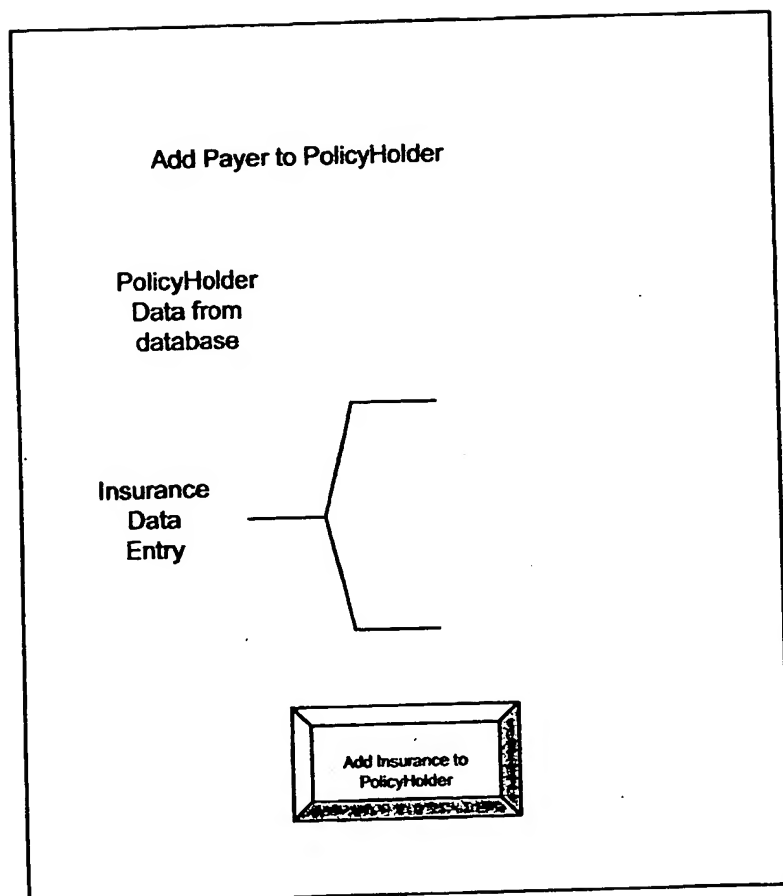 Add Payer to PolicyHolder
PolicyHolder
Data from
database
Insurance
Data
Entry
Add Insurance to
PolicyHolder